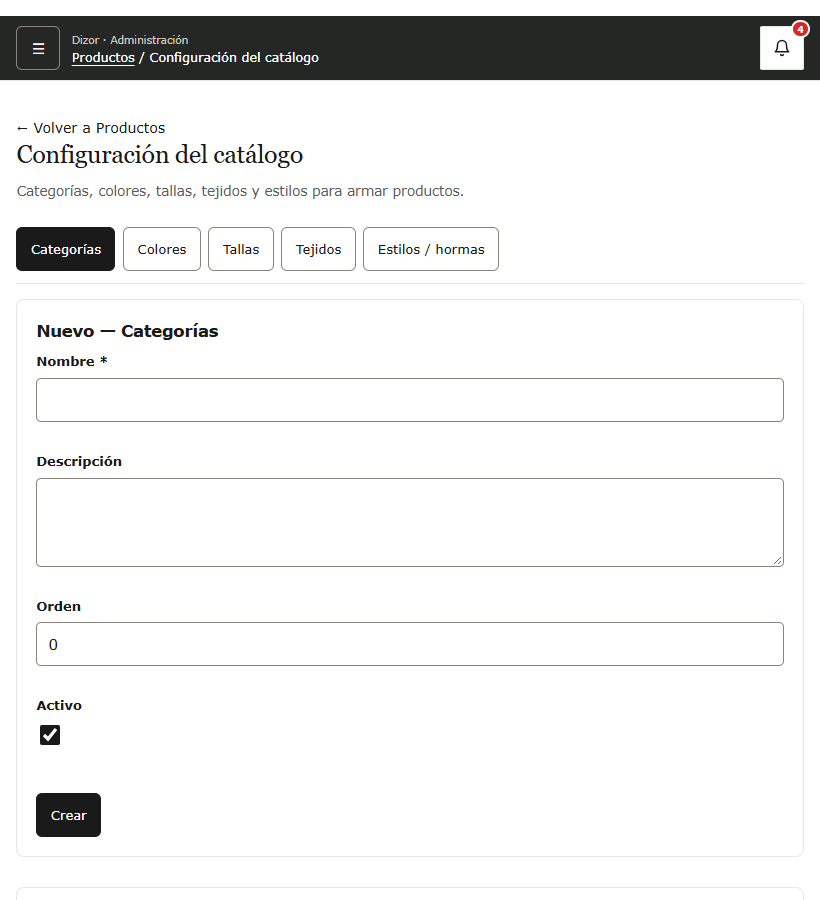 ☰
Dizor · Administración
Productos / Configuración del catálogo
4
← Volver a Productos
Configuración del catálogo
Categorías, colores, tallas, tejidos y estilos para armar productos.
Categorías Colores Tallas Tejidos Estilos / hormas
Nuevo — Categorías
Nombre *
Descripción
Orden
0
Activo
Crear